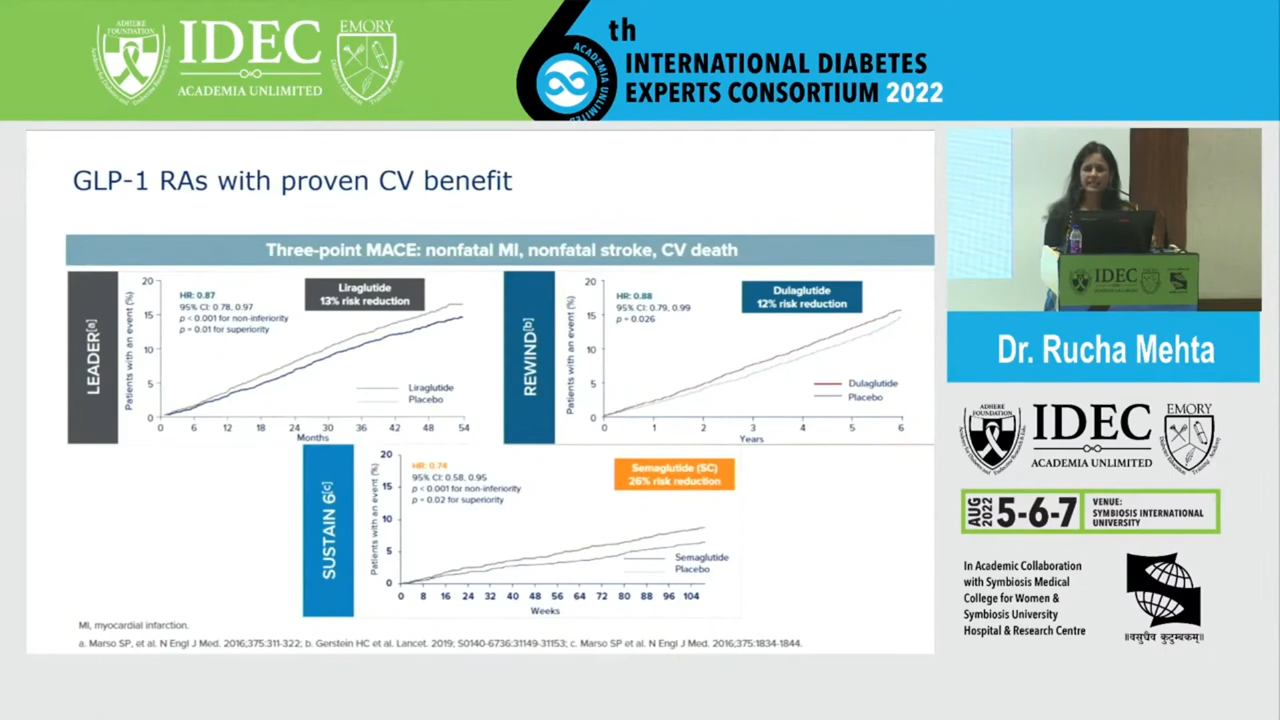 ADHERE
FOUNDATION
IDEC
ACADEMIA UNLIMITED
EMORY
6th
ACADEMIA UNLIMITED
INTERNATIONAL DIABETES
EXPERTS CONSORTIUM 2022
GLP-1 RAs with proven CV benefit
Three-point MACE: nonfatal MI, nonfatal stroke, CV death
LEADER[a]
Patients with an event (%)
20
15
10
5
0
HR: 0.87
95% CI: 0.78, 0.97
p < 0.001 for non-inferiority
p = 0.01 for superiority
Liraglutide
13% risk reduction
Liraglutide
Placebo
0 6 12 18 24 30 36 42 48 54
Months
REWIND[b]
Patients with an event (%)
20
15
10
5
0
HR: 0.88
95% CI: 0.79, 0.99
p = 0.026
Dulaglutide
12% risk reduction
Dulaglutide
Placebo
0 1 2 3 4 5 6
Years
SUSTAIN 6[c]
Patients with an event (%)
20
15
10
5
0
HR: 0.74
95% CI: 0.58, 0.95
p < 0.001 for non-inferiority
p = 0.02 for superiority
Semaglutide (SC)
26% risk reduction
Semaglutide
Placebo
0 8 16 24 32 40 48 56 64 72 80 88 96 104
Weeks
MI, myocardial infarction.
a. Marso SP, et al. N Engl J Med. 2016;375:311-322; b. Gerstein HC et al. Lancet. 2019; S0140-6736:31149-31153; c. Marso SP et al. N Engl J Med. 2016;375:1834-1844.
IDEC
Dr. Rucha Mehta
ADHERE
FOUNDATION
IDEC
ACADEMIA UNLIMITED
EMORY
AUG 2022
5-6-7
VENUE:
SYMBIOSIS INTERNATIONAL
UNIVERSITY
In Academic Collaboration
with Symbiosis Medical
College for Women &
Symbiosis University
Hospital & Research Centre
॥वसुधैव कुटुम्बकम्॥